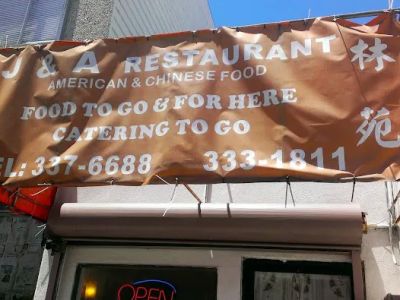 J & A RESTAURANT
AMERICAN & CHINESE FOOD
FOOD TO GO & FOR HERE
CATERING TO GO
TEL: 337-6688 333-1811
林苑
OPEN